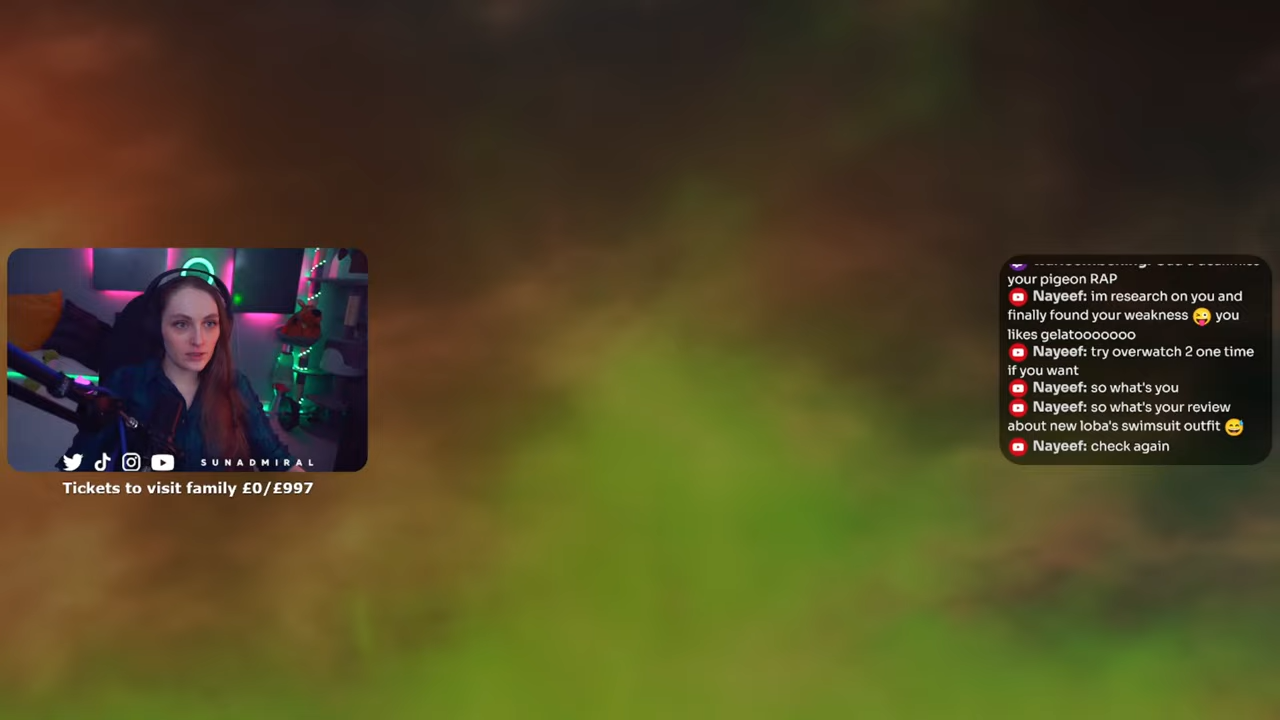 SUNADMIRAL
Tickets to visit family £0/£997
your pigeon RAP
Nayeef: im research on you and
finally found your weakness 😜 you
likes gelatooooooo
Nayeef: try overwatch 2 one time
if you want
Nayeef: so what's you
Nayeef: so what's your review
about new loba's swimsuit outfit 😅
Nayeef: check again